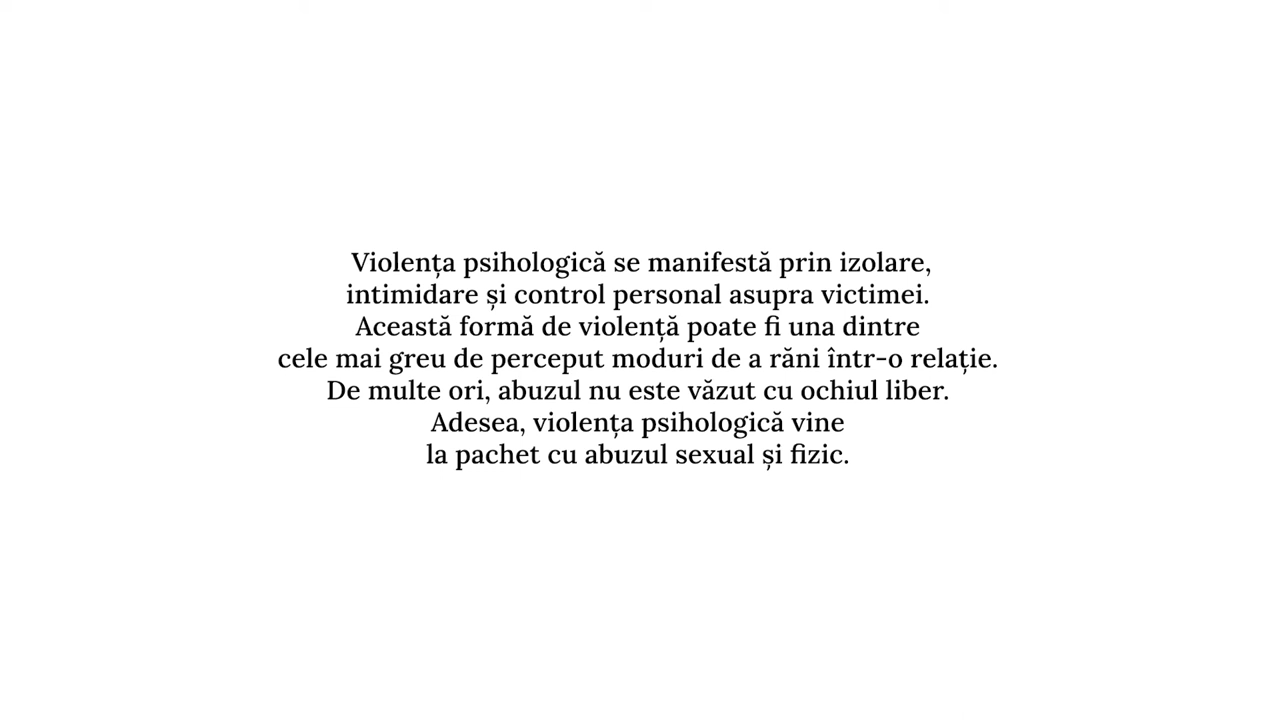 Violența psihologică se manifestă prin izolare,
intimidare și control personal asupra victimei.
Această formă de violență poate fi una dintre
cele mai greu de perceput moduri de a răni într-o relație.
De multe ori, abuzul nu este văzut cu ochiul liber.
Adesea, violența psihologică vine
la pachet cu abuzul sexual și fizic.